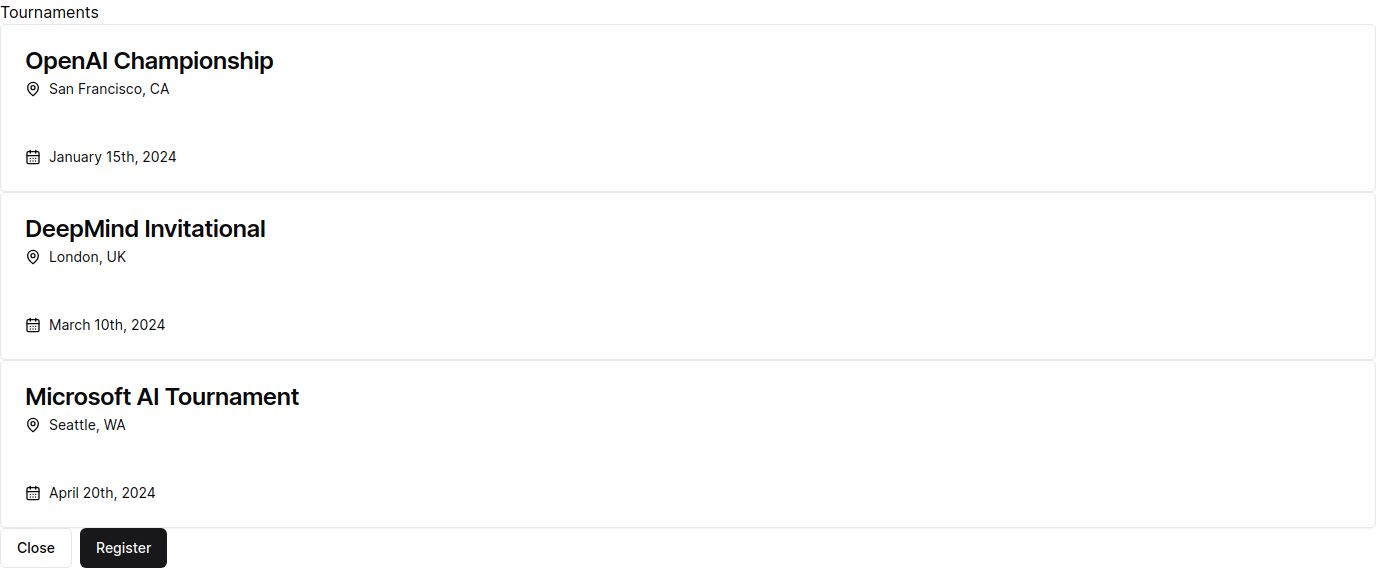 Tournaments
OpenAI Championship
San Francisco, CA
January 15th, 2024
DeepMind Invitational
London, UK
March 10th, 2024
Microsoft AI Tournament
Seattle, WA
April 20th, 2024
Close Register